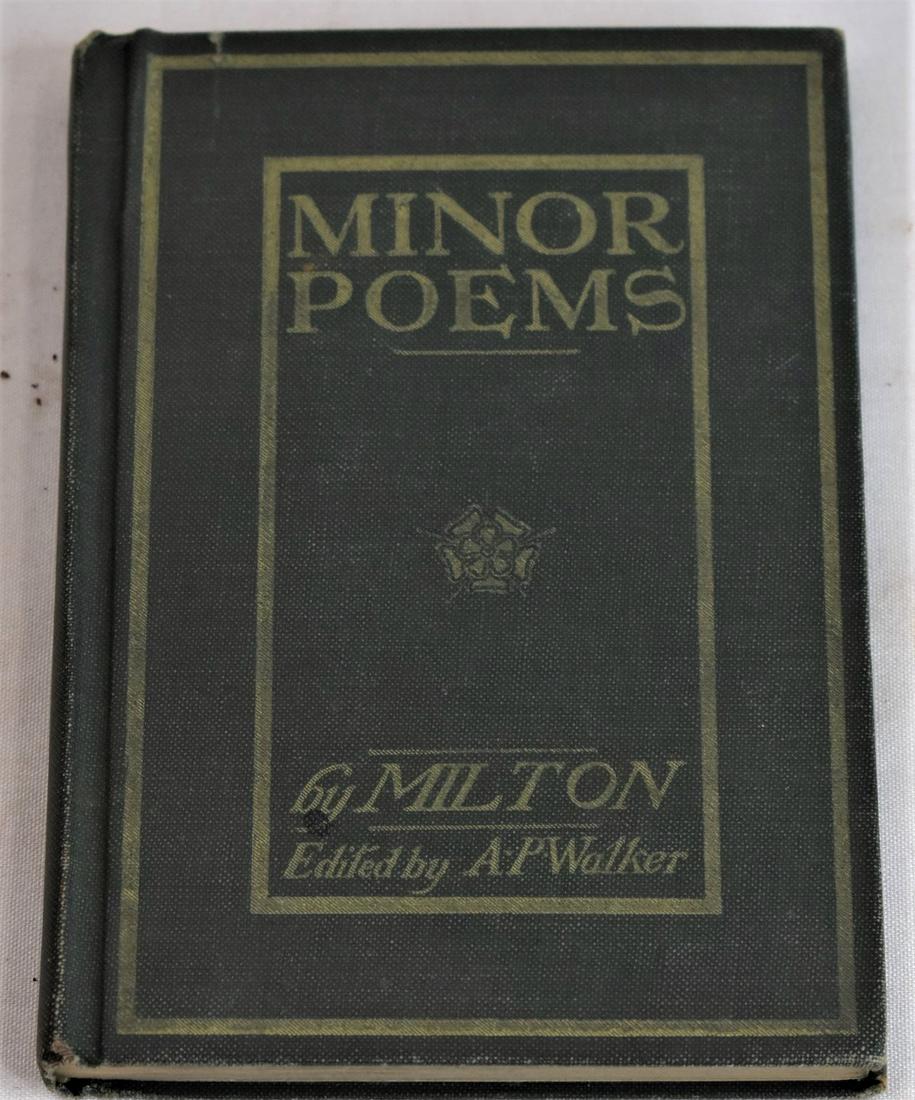 MINOR
POEMS
by MILTON
Edited by A·P Walker